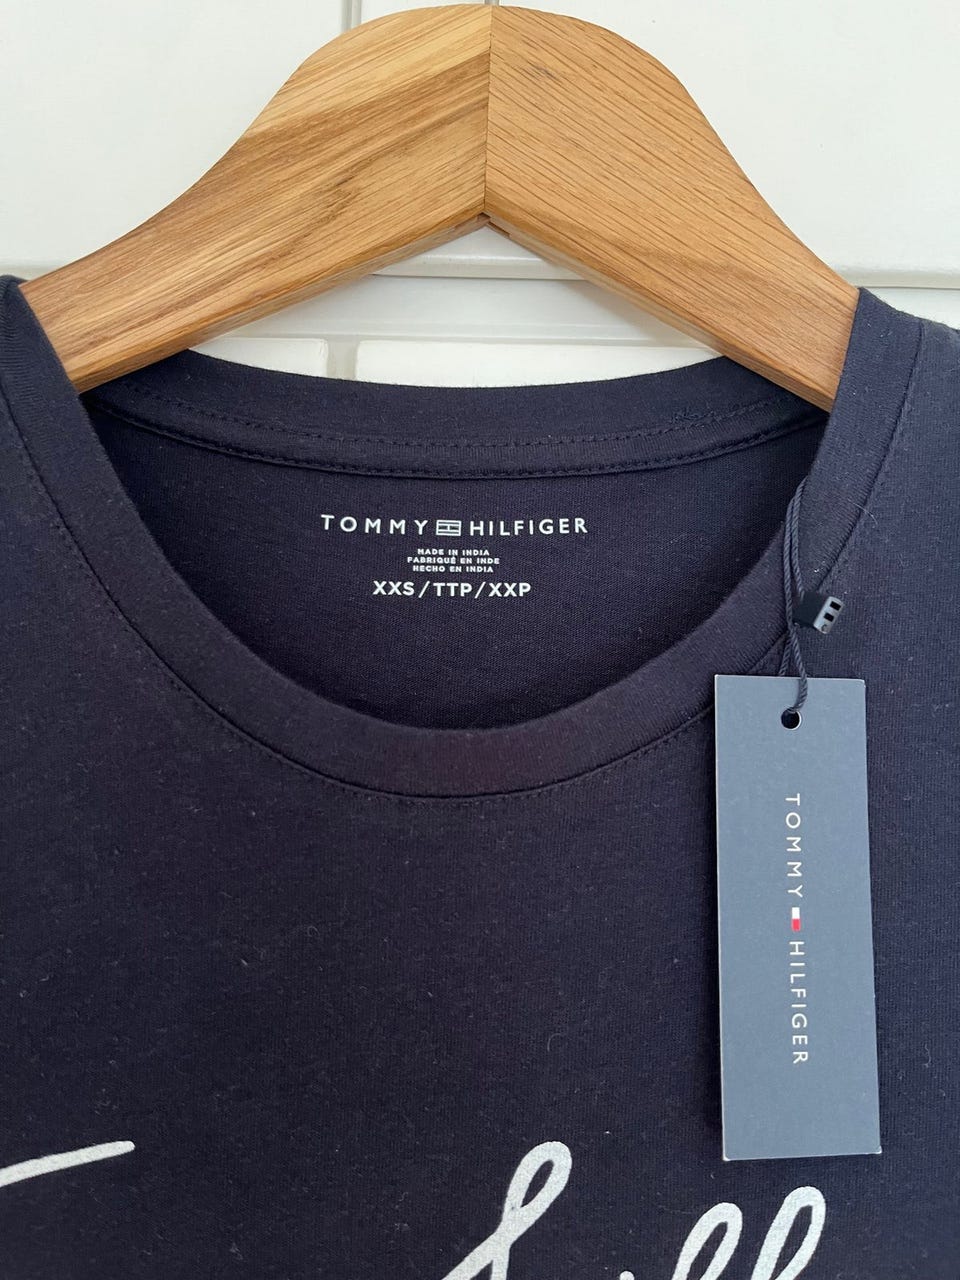 TOMMY HILFIGER
MADE IN INDIA
FABRIQUÉ EN INDE
HECHO EN INDIA
XXS/TTP/XXP
TOMMY HILFIGER